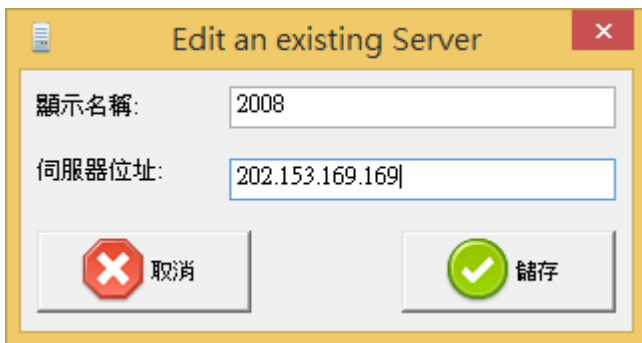 Edit an existing Server
顯示名稱: 2008
伺服器位址: 202.153.169.169
取消 儲存